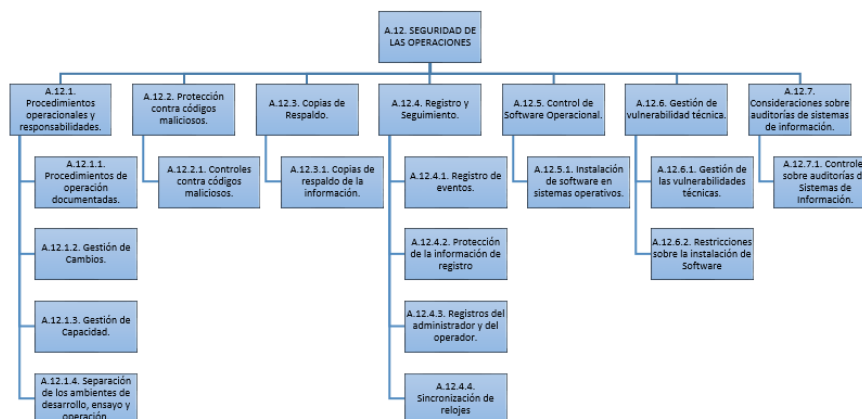 A.12. SEGURIDAD DE
LAS OPERACIONES
A.12.1.
Procedimientos
operacionales y
responsabilidades.
A.12.2. Protección
contra códigos
maliciosos.
A.12.3. Copias de
Respaldo.
A.12.4. Registro y
Seguimiento.
A.12.5. Control de
Software Operacional.
A.12.6. Gestión de
vulnerabilidad técnica.
A.12.7.
Consideraciones sobre
auditorías de sistemas
de información.
A.12.1.1.
Procedimientos de
operación
documentadas.
A.12.2.1. Controles
contra códigos
maliciosos.
A.12.3.1. Copias de
respaldo de la
información.
A.12.4.1. Registro de
eventos.
A.12.5.1. Instalación
de software en
sistemas operativos.
A.12.6.1. Gestión de
las vulnerabilidades
técnicas.
A.12.7.1. Controle
sobre auditorías d
Sistemas de
Información.
A.12.1.2. Gestión de
Cambios.
A.12.4.2. Protección
de la información de
registro
A.12.6.2. Restricciones
sobre la instalación de
Software
A.12.1.3. Gestión de
Capacidad.
A.12.4.3. Registros del
administrador y del
operador.
A.12.1.4. Separación
de los ambientes de
desarrollo, ensayo y
operación
A.12.4.4.
Sincronización de
relojes